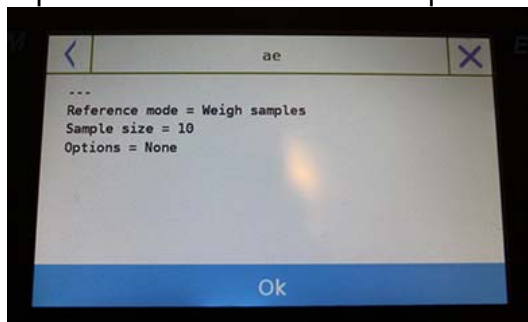 ae
---
Reference mode = Weigh samples
Sample size = 10
Options = None
Ok